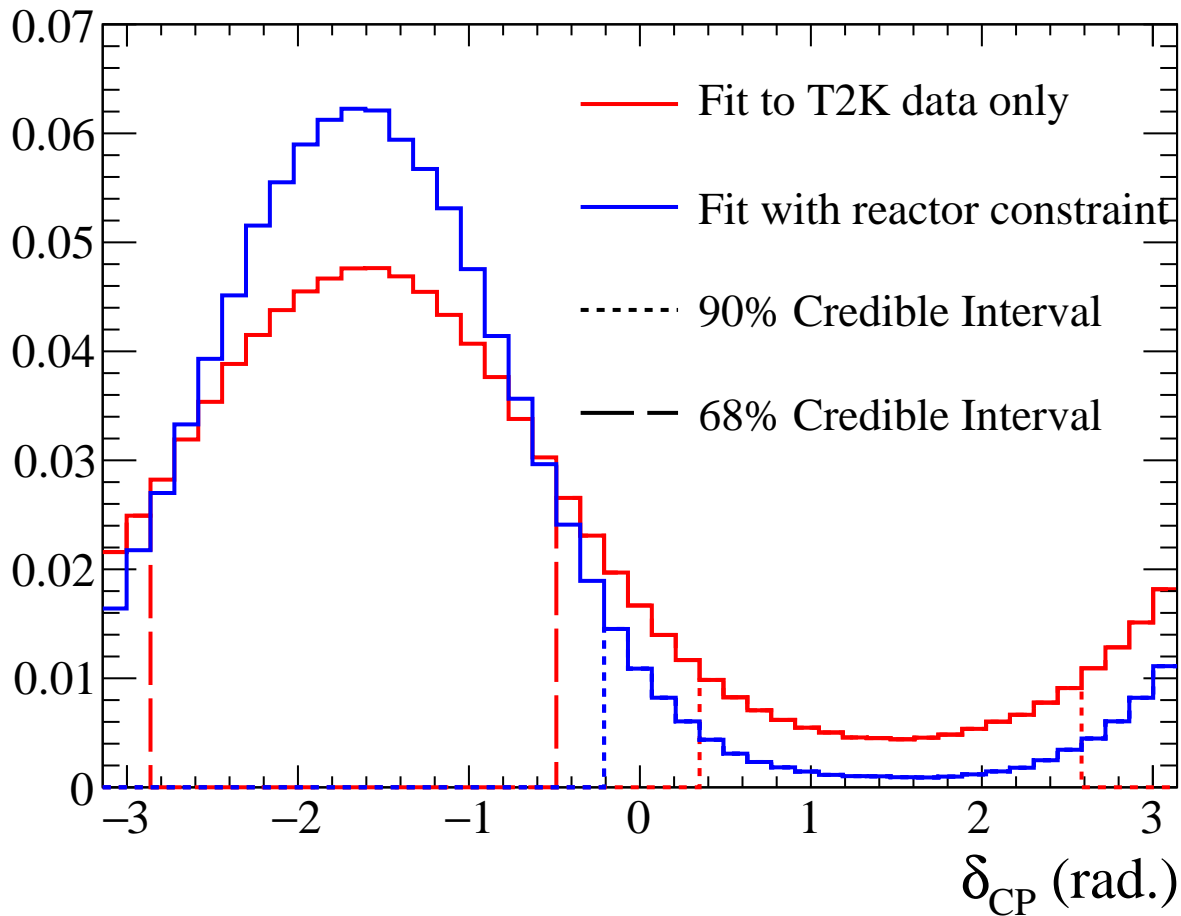 0.07
0.06
0.05
0.04
0.03
0.02
0.01
0
Fit to T2K data only
Fit with reactor constraint
90% Credible Interval
68% Credible Interval
−3 −2 −1 0 1 2 3
δCP (rad.)